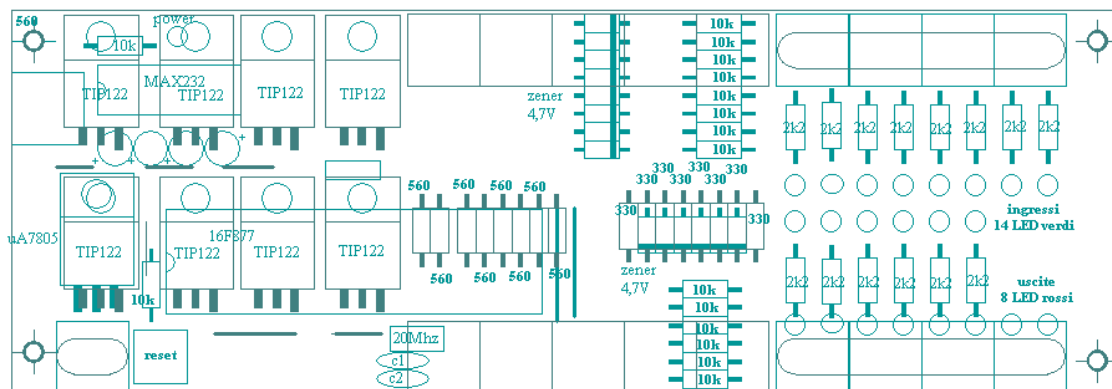 560
power
10k
MAX232
TIP122
TIP122
TIP122
TIP122
+
+
+
+
zener
4,7V
10k
10k
10k
10k
10k
10k
10k
10k
2k2
2k2
2k2
2k2
2k2
2k2
2k2
2k2
330
330
330
330
330
330
330
330
560
560
560
560
560
uA7805
TIP122
16F877
TIP122
TIP122
TIP122
ingressi
14 LED verdi
10k
560
560
560
560
zener
4,7V
2k2
2k2
2k2
2k2
2k2
2k2
uscite
8 LED rossi
10k
10k
10k
10k
10k
10k
reset
20Mhz
c1
c2